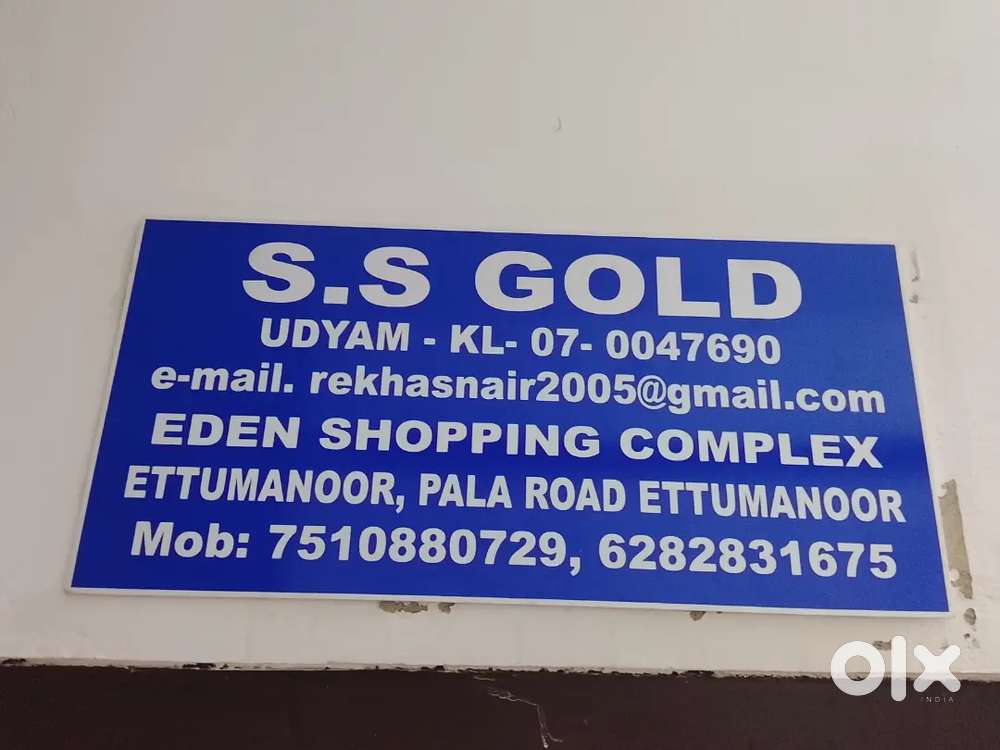 S.S GOLD
UDYAM - KL- 07- 0047690
e-mail. rekhasnair2005@gmail.com
EDEN SHOPPING COMPLEX
ETTUMANOOR, PALA ROAD ETTUMANOOR
Mob: 7510880729, 6282831675
olx
INDIA